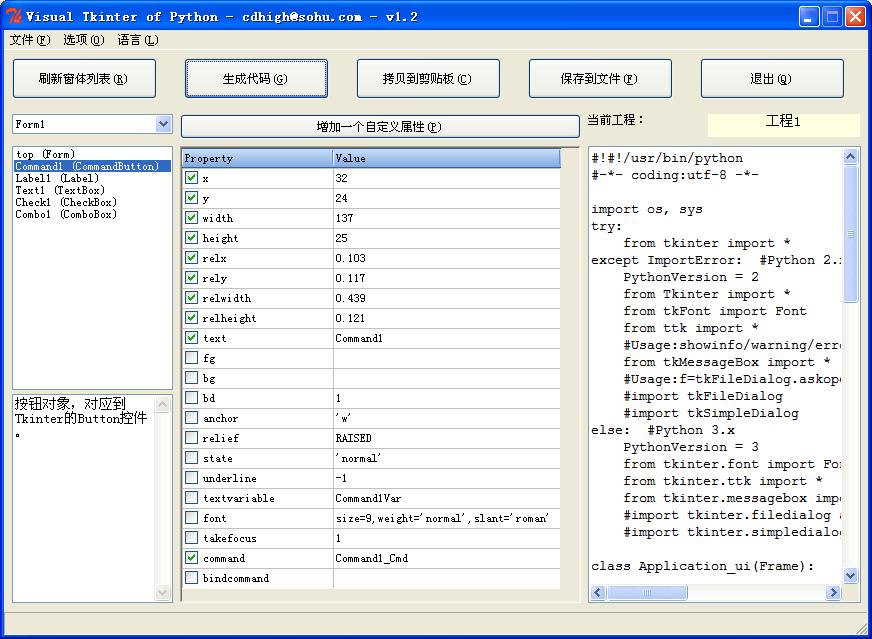 Visual Tkinter of Python - cdhigh@sohu.com - v1.2
文件(F) 选项(O) 语言(L)
刷新窗体列表(R) 生成代码(G) 拷贝到剪贴板(C) 保存到文件(F) 退出(Q)
Form1
增加一个自定义属性(P)
当前工程：
工程1
top (Form)
Command1 (CommandButton)
Label1 (Label)
Text1 (TextBox)
Check1 (CheckBox)
Combo1 (ComboBox)
按钮对象，对应到
Tkinter的Button控件
。
Property Value
x 32
y 24
width 137
height 25
relx 0.103
rely 0.117
relwidth 0.439
relheight 0.121
text Command1
fg
bg
bd 1
anchor 'w'
relief RAISED
state 'normal'
underline -1
textvariable Command1Var
font size=9,weight='normal',slant='roman'
takefocus 1
command Command1_Cmd
bindcommand
#!#!/usr/bin/python
#-*- coding:utf-8 -*-
import os, sys
try:
from tkinter import *
except ImportError:  #Python 2.
PythonVersion = 2
from Tkinter import *
from tkFont import Font
from ttk import *
#Usage:showinfo/warning/erro
from tkMessageBox import *
#Usage:f=tkFileDialog.askope
#import tkFileDialog
#import tkSimpleDialog
else:  #Python 3.x
PythonVersion = 3
from tkinter.font import Fo
from tkinter.ttk import *
from tkinter.messagebox imp
#import tkinter.filedialog
#import tkinter.simpledialo
class Application_ui(Frame):